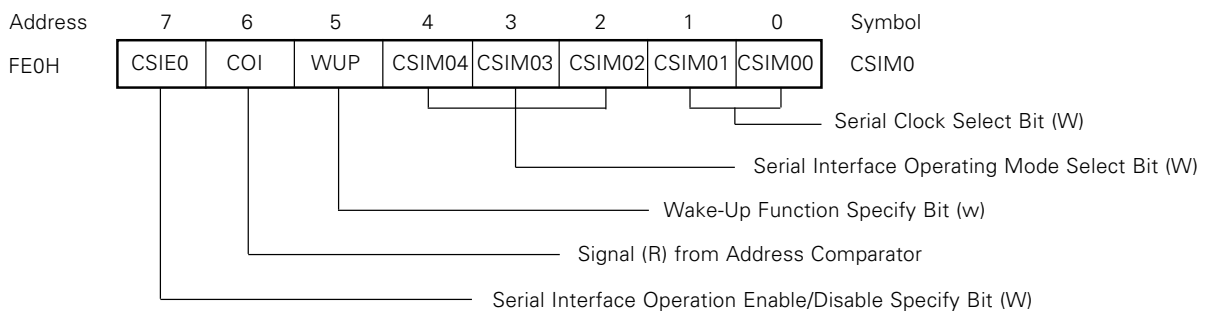 Address 7 6 5 4 3 2 1 0 Symbol
FE0H CSIE0 COI WUP CSIM04 CSIM03 CSIM02 CSIM01 CSIM00 CSIM0
Serial Clock Select Bit (W)
Serial Interface Operating Mode Select Bit (W)
Wake-Up Function Specify Bit (w)
Signal (R) from Address Comparator
Serial Interface Operation Enable/Disable Specify Bit (W)